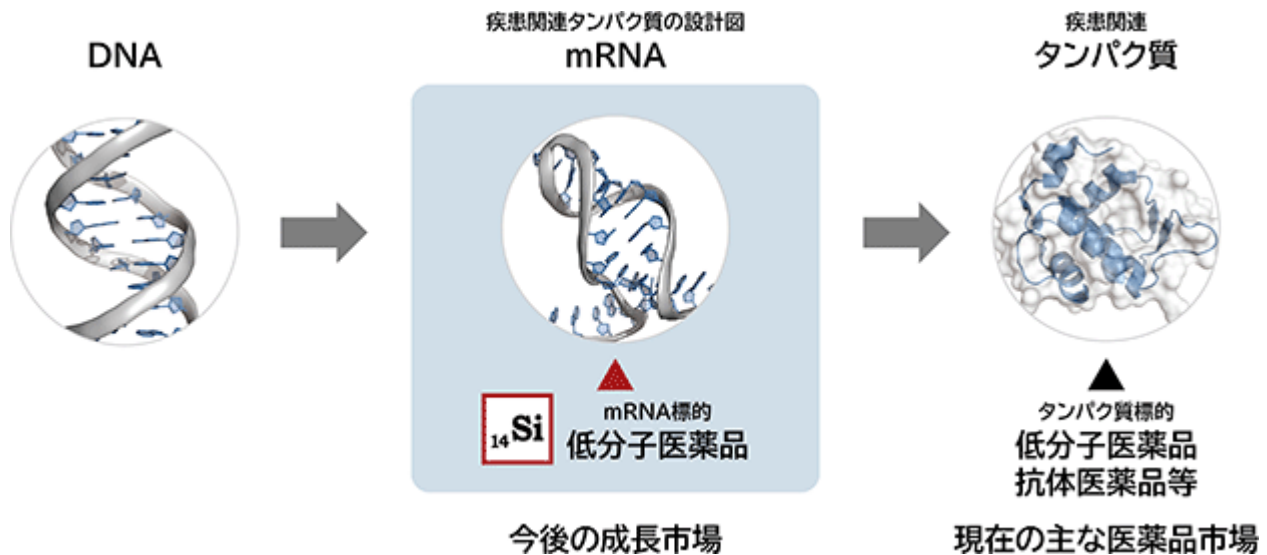 DNA
疾患関連タンパク質の設計図
mRNA
疾患関連
タンパク質
14Si
mRNA標的
低分子医薬品
タンパク質標的
低分子医薬品
抗体医薬品等
今後の成長市場
現在の主な医薬品市場